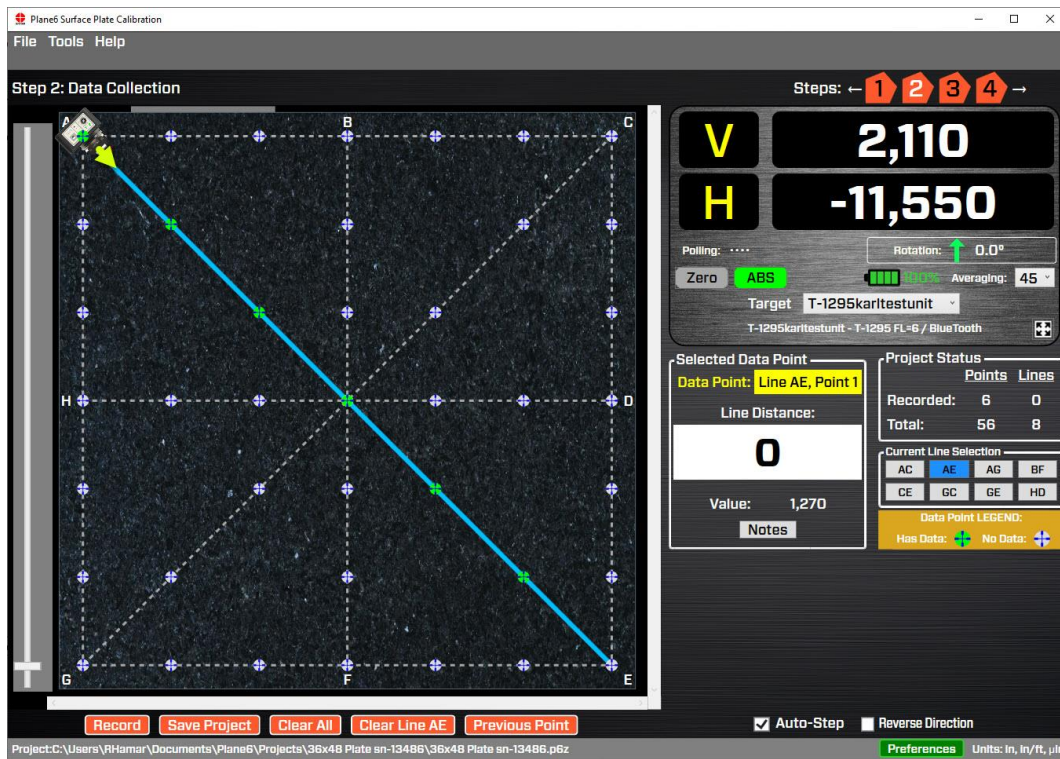 Plane6 Surface Plate Calibration
File Tools Help
Step 2: Data Collection
Steps: ← 1 2 3 4 →
A B C
H D
G F E
V 2,110
H -11,550
Polling: ····
Rotation: 0.0º
Zero ABS 100% Averaging: 45
Target T-1295karltestunit
T-1295karltestunit - T-1295 FL=6 / BlueTooth
Selected Data Point
Data Point: Line AE, Point 1
Line Distance:
0
Value: 1,270
Notes
Project Status
Points Lines
Recorded: 6 0
Total: 56 8
Current Line Selection
AC AE AG BF
CE GC GE HD
Data Point LEGEND:
Has Data: No Data:
Record Save Project Clear All Clear Line AE Previous Point
Auto-Step Reverse Direction
Project:C:\Users\RHamar\Documents\Plane6\Projects\36x48 Plate sn-13486\36x48 Plate sn-13486.p6z
Preferences Units: In, In/ft, µIn